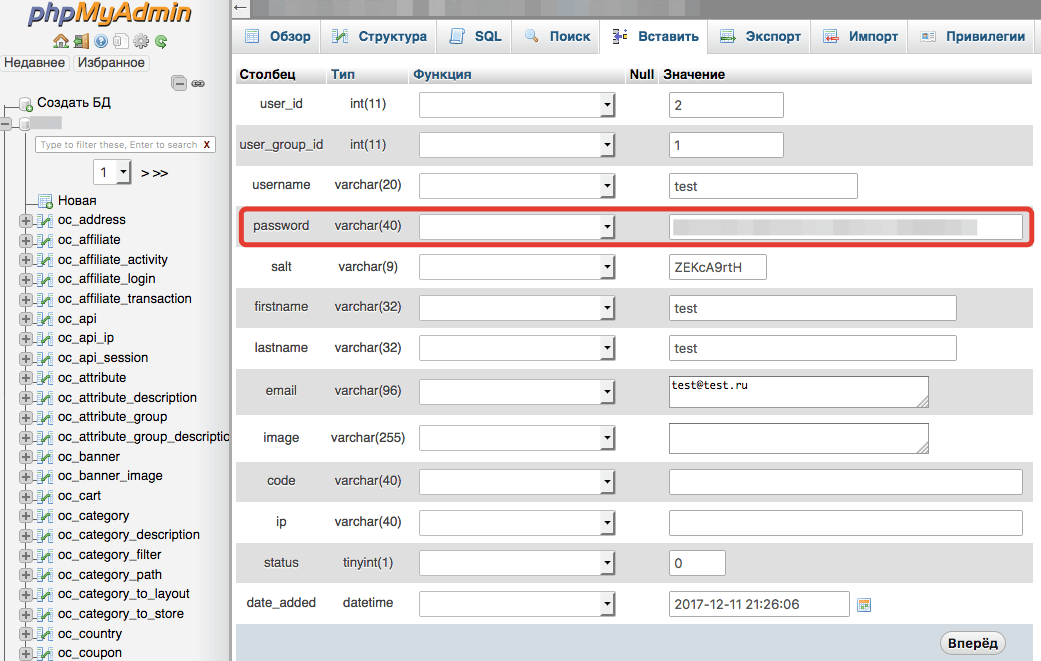 phpMyAdmin
Недавнее Избранное
Создать БД
Type to filter these, Enter to search X
1 > >>
Новая
oc_address
oc_affiliate
oc_affiliate_activity
oc_affiliate_login
oc_affiliate_transaction
oc_api
oc_api_ip
oc_api_session
oc_attribute
oc_attribute_description
oc_attribute_group
oc_attribute_group_descriptio
oc_banner
oc_banner_image
oc_cart
oc_category
oc_category_description
oc_category_filter
oc_category_path
oc_category_to_layout
oc_category_to_store
oc_country
oc_coupon
Обзор Структура SQL Поиск Вставить Экспорт Импорт Привилегии
Столбец Тип Функция Null Значение
user_id int(11) 2
user_group_id int(11) 1
username varchar(20) test
password varchar(40)
salt varchar(9) ZEKcA9rtH
firstname varchar(32) test
lastname varchar(32) test
email varchar(96) test@test.ru
image varchar(255)
code varchar(40)
ip varchar(40)
status tinyint(1) 0
date_added datetime 2017-12-11 21:26:06
Вперёд